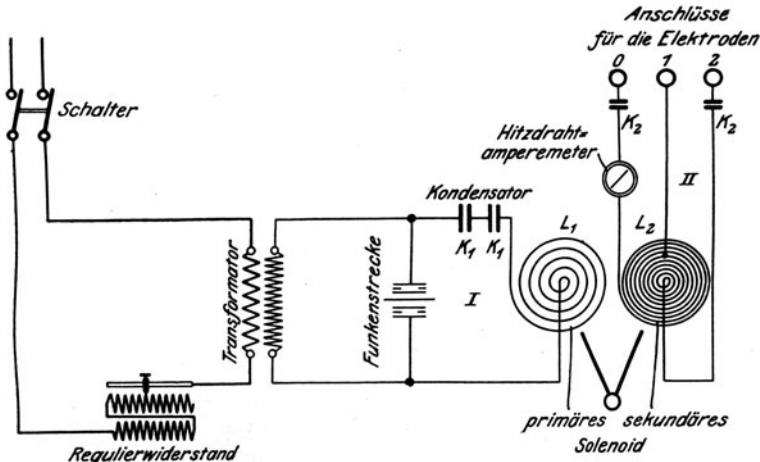 Anschlüsse
für die Elektroden
0 1 2
Schalter
K2 K2
Hitzdraht=
amperemeter
II
Kondensator
K1 K1
L1 L2
Transformator
Funkenstrecke
I
primäres sekundäres
Solenoid
Regulierwiderstand